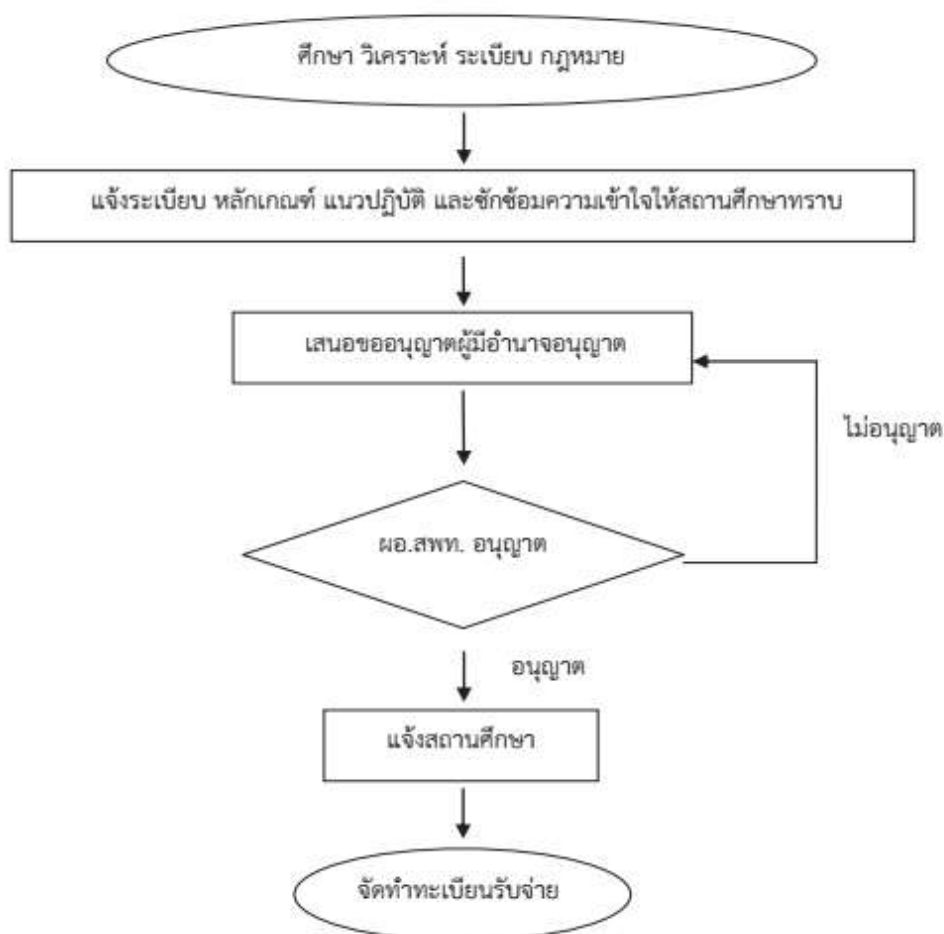 ศึกษา วิเคราะห์ ระเบียบ กฎหมาย
แจ้งระเบียบ หลักเกณฑ์ แนวปฏิบัติ และซักซ้อมความเข้าใจให้สถานศึกษาทราบ
เสนอขออนุญาตผู้มีอำนาจอนุญาต
ไม่อนุญาต
ผอ.สพท. อนุญาต
อนุญาต
แจ้งสถานศึกษา
จัดทำทะเบียนรับจ่าย